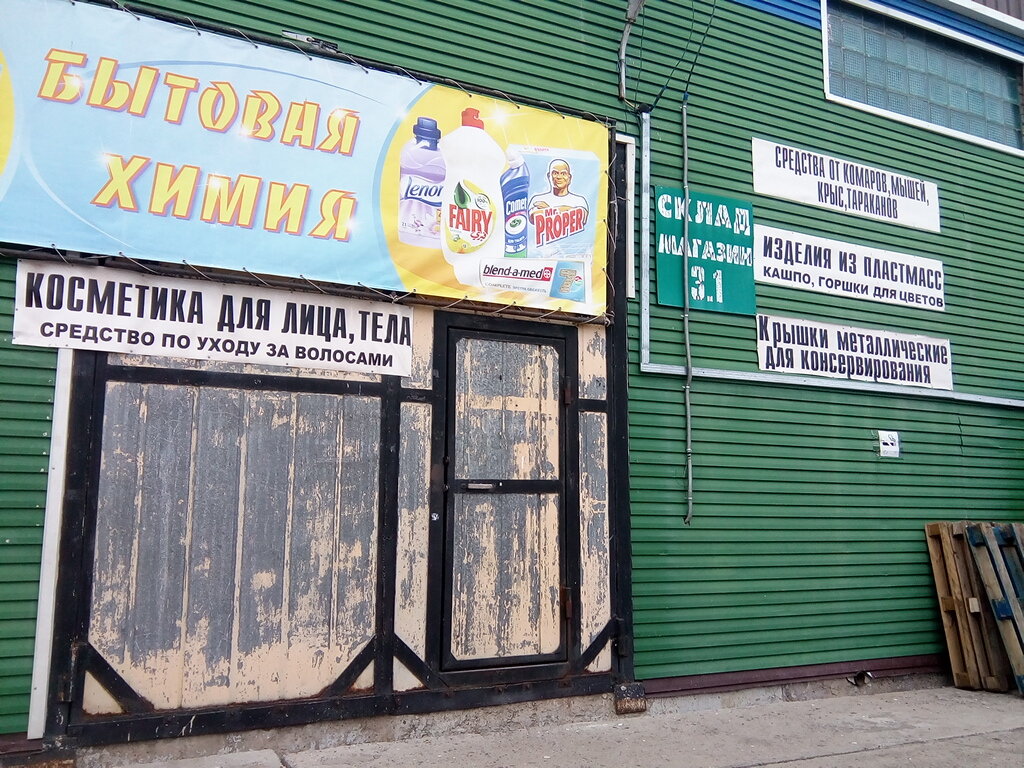 БЫТОВАЯ
ХИМИЯ
Lenor
FAIRY
Comet
Mr.
PROPER
blend-a-med
КОСМЕТИКА ДЛЯ ЛИЦА, ТЕЛА
СРЕДСТВО ПО УХОДУ ЗА ВОЛОСАМИ
СКЛАД
МАГАЗИН
3.1
СРЕДСТВА ОТ КОМАРОВ, МЫШЕЙ,
КРЫС, ТАРАКАНОВ
ИЗДЕЛИЯ ИЗ ПЛАСТМАСС
КАШПО, ГОРШКИ ДЛЯ ЦВЕТОВ
Крышки металлические
для консервирования